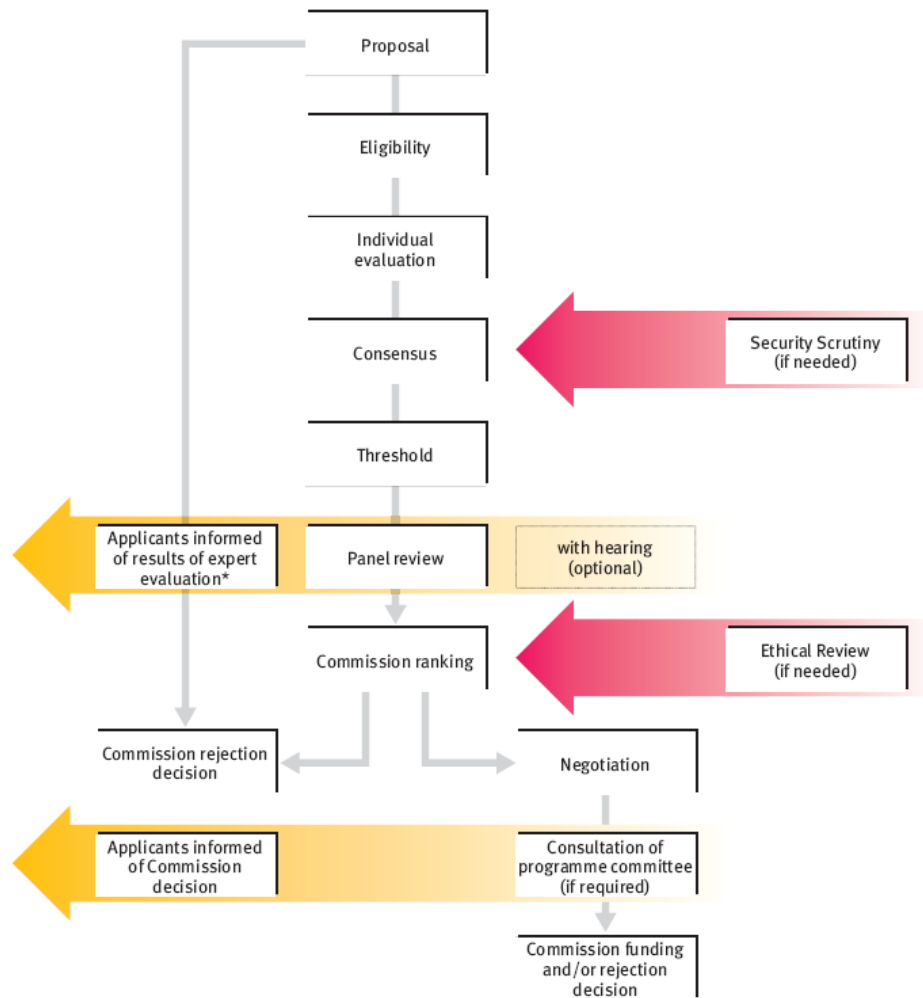 Proposal
Eligibility
Individual
evaluation
Consensus
Security Scrutiny
(if needed)
Threshold
Applicants informed
of results of expert
evaluation*
Panel review
with hearing
(optional)
Commission ranking
Ethical Review
(if needed)
Commission rejection
decision
Negotiation
Applicants informed
of Commission
decision
Consultation of
programme committee
(if required)
Commission funding
and/or rejection
decision